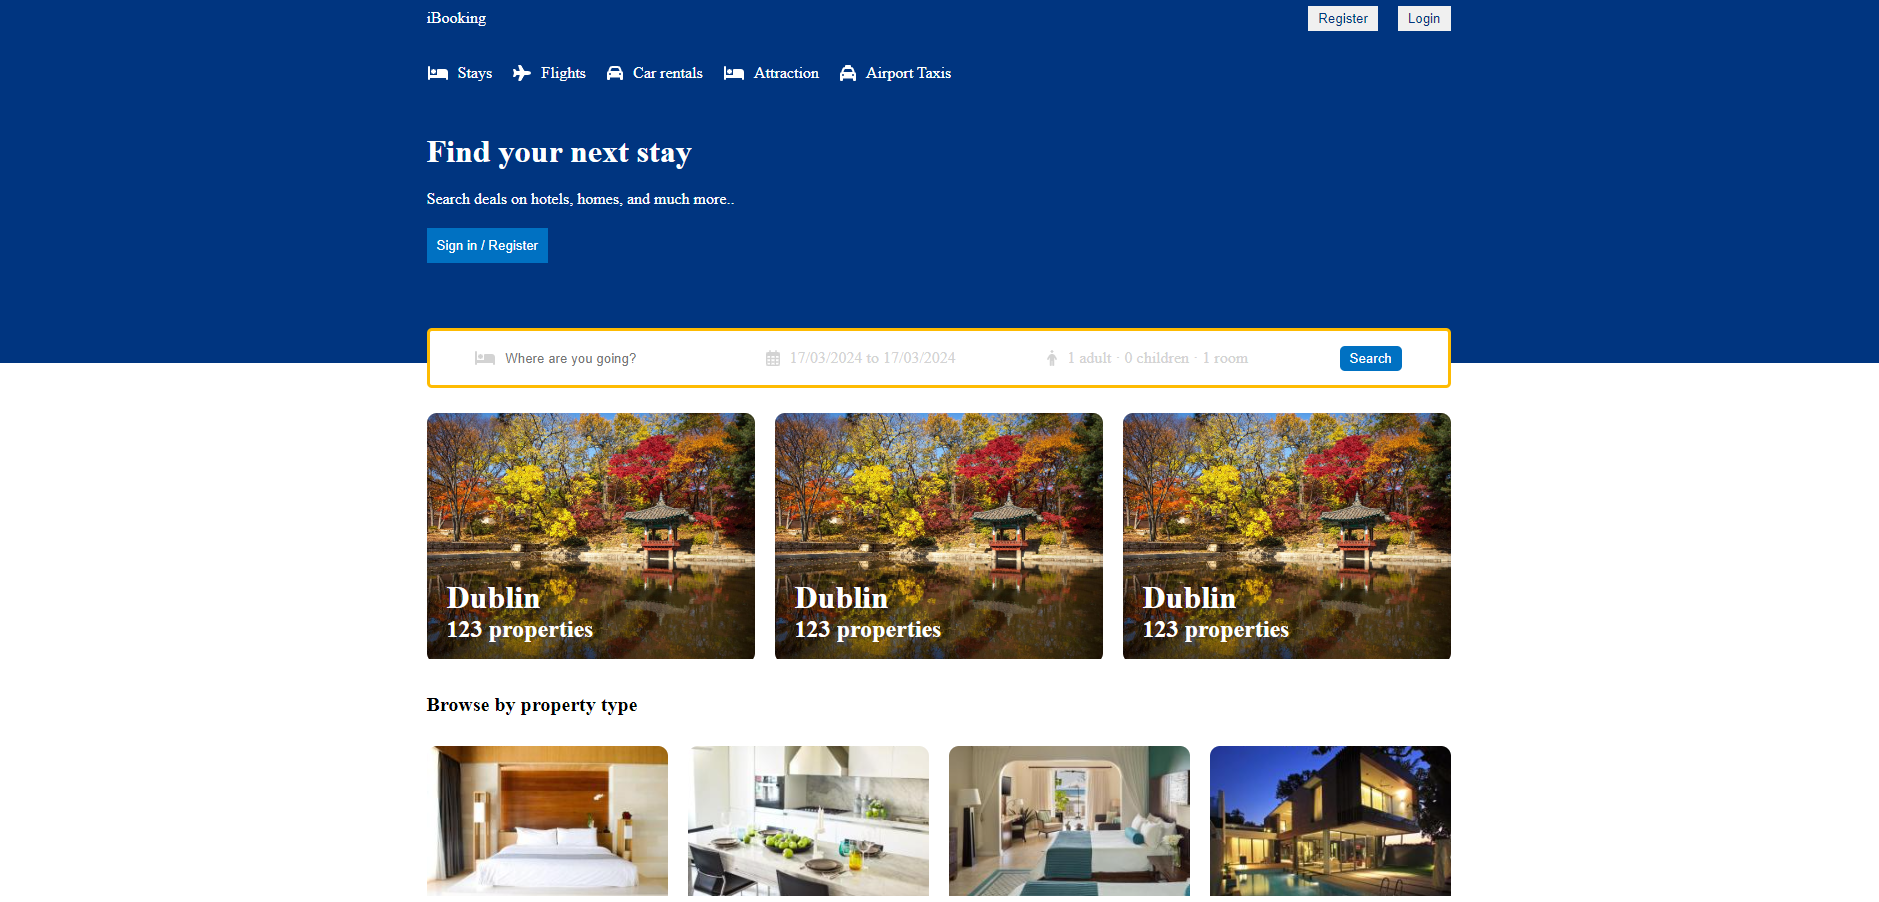 iBooking
Register
Login
Stays
Flights
Car rentals
Attraction
Airport Taxis
Find your next stay
Search deals on hotels, homes, and much more..
Sign in / Register
Where are you going?
17/03/2024 to 17/03/2024
1 adult · 0 children · 1 room
Search
Dublin
123 properties
Dublin
123 properties
Dublin
123 properties
Browse by property type